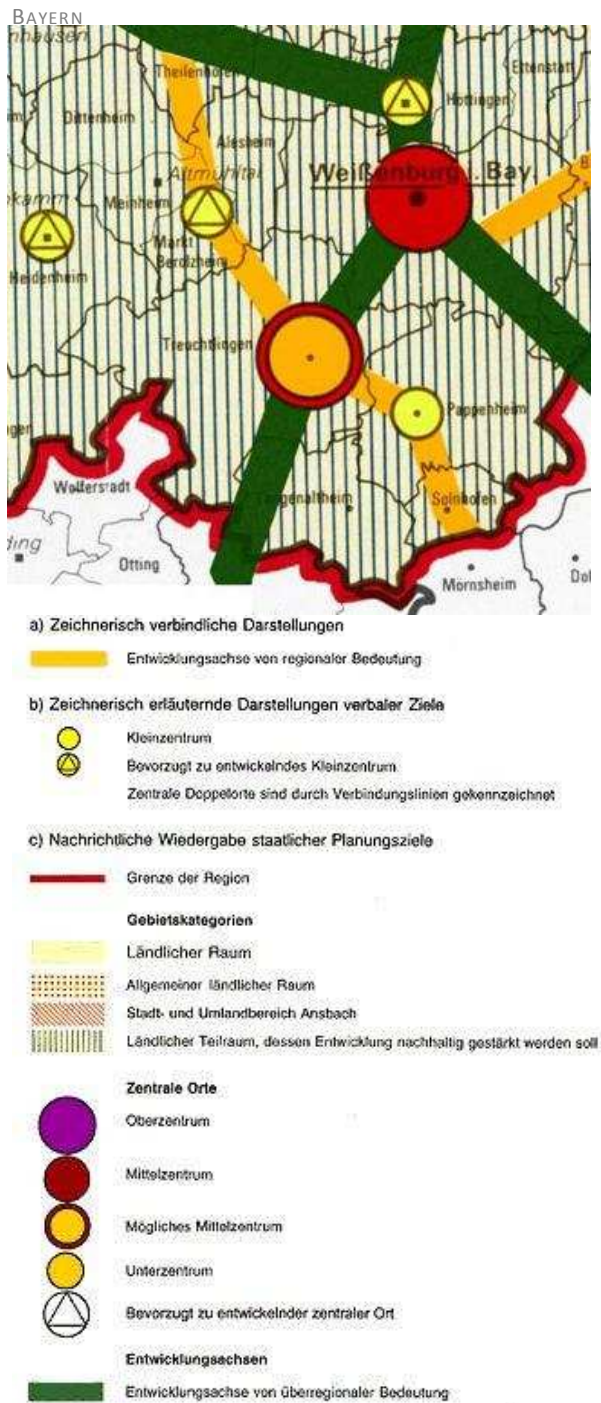 BAYERN
Theilenhofen
Ettenstatt
Höttingen
Dittenheim
Alesheim
Altmühltal
Weißenburg i. Bay.
Meinheim
Markt
Berolzheim
Heidenheim
Treuchtlingen
Pappenheim
Wolferstadt
Langenaltheim
Solnhofen
Otting
Mörnsheim
a) Zeichnerisch verbindliche Darstellungen
Entwicklungsachse von regionaler Bedeutung
b) Zeichnerisch erläuternde Darstellungen verbaler Ziele
Kleinzentrum
Bevorzugt zu entwickelndes Kleinzentrum
Zentrale Doppelorte sind durch Verbindungslinien gekennzeichnet
c) Nachrichtliche Wiedergabe staatlicher Planungsziele
Grenze der Region
Gebietskategorien
Ländlicher Raum
Allgemeiner ländlicher Raum
Stadt- und Umlandbereich Ansbach
Ländlicher Teilraum, dessen Entwicklung nachhaltig gestärkt werden soll
Zentrale Orte
Oberzentrum
Mittelzentrum
Mögliches Mittelzentrum
Unterzentrum
Bevorzugt zu entwickelnder zentraler Ort
Entwicklungsachsen
Entwicklungsachse von überregionaler Bedeutung